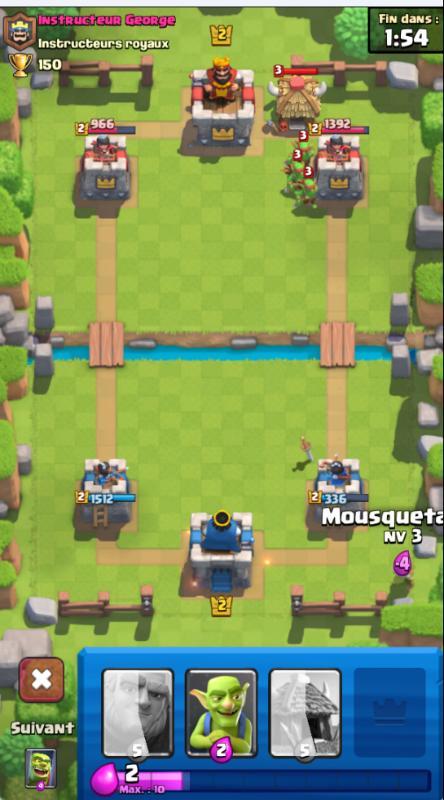 Instructeur George
Instructeurs royaux
150
Fin dans :
1:54
2
3
2 966
2 1392
3
3
3
2 1512
2 336
Mousqueta
NV 3
-4
2
Suivant
5
2
5
2
Max. : 10